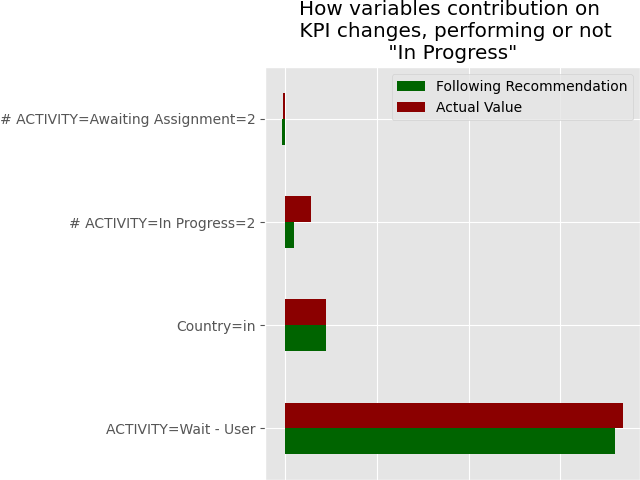 How variables contribution on
KPI changes, performing or not
"In Progress"
Following Recommendation
Actual Value
# ACTIVITY=Awaiting Assignment=2
# ACTIVITY=In Progress=2
Country=in
ACTIVITY=Wait - User